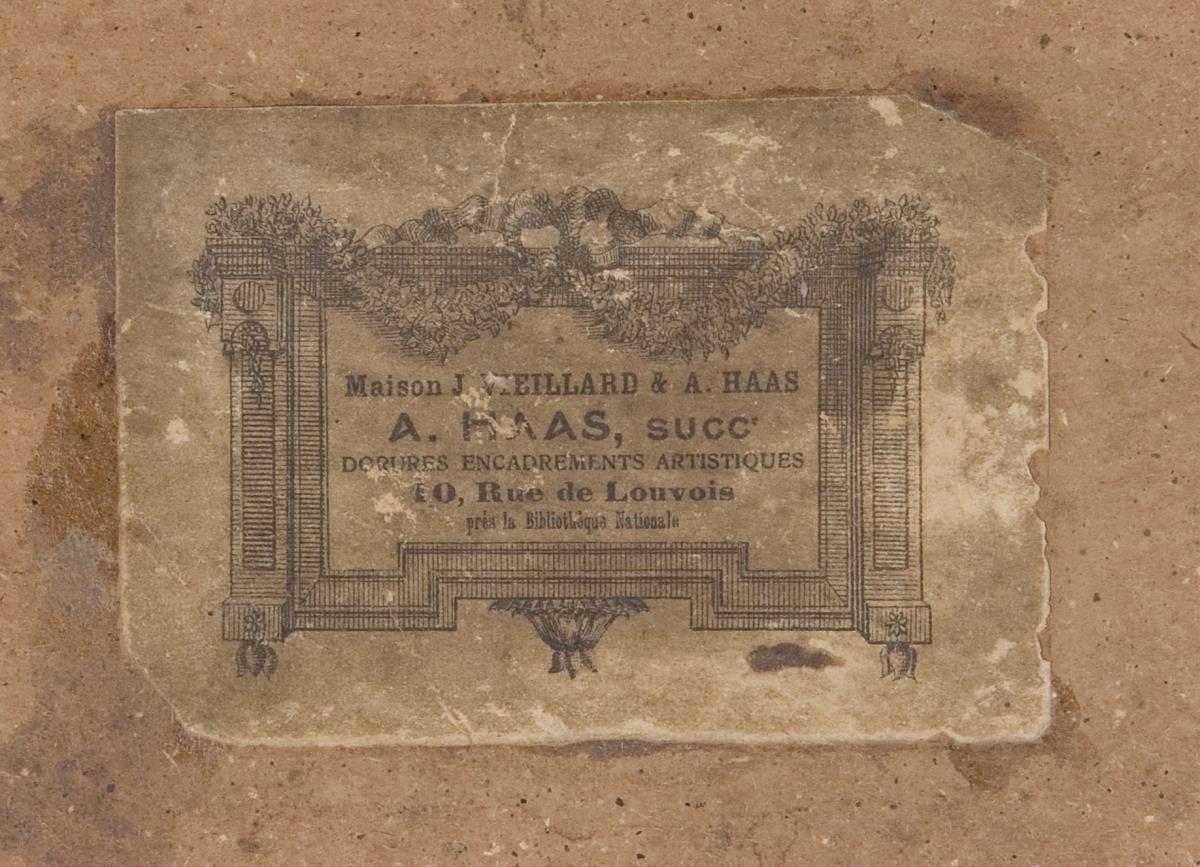 Maison J. VIEILLARD & A. HAAS
A. HAAS, SUCCr
DORURES ENCADREMENTS ARTISTIQUES
10, Rue de Louvois
près la Bibliothèque Nationale